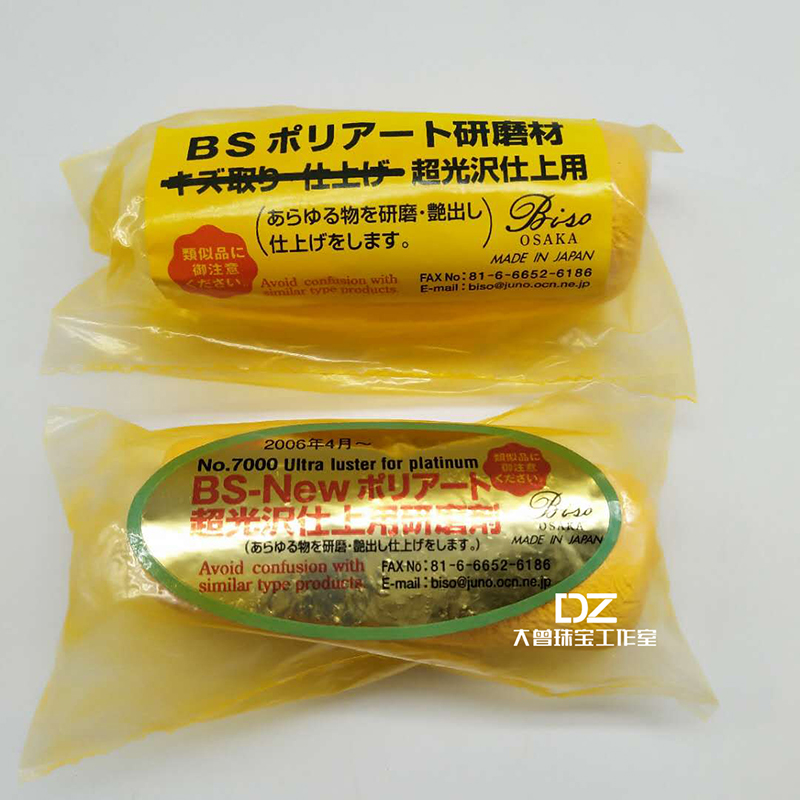 BS ポリアート研磨材
キズ取り 仕上げ 超光沢仕上用
(あらゆる物を研磨・艶出し
仕上げをします。)
Biso
OSAKA
MADE IN JAPAN
類似品に
御注意
ください。
Avoid confusion with
similar type products.
FAX No：81-6-6652-6186
E-mail：biso@juno.ocn.ne.jp
2006年4月～
No.7000 Ultra luster for platinum
類似品に
御注意
ください。
BS-New ポリアート
超光沢仕上用研磨剤
Biso
OSAKA
MADE IN JAPAN
(あらゆる物を研磨・艶出し仕上げをします。)
Avoid confusion with
similar type products.
FAX No：81-6-6652-6186
E-mail：biso@juno.ocn.ne.jp
DZ
大曾珠宝工作室